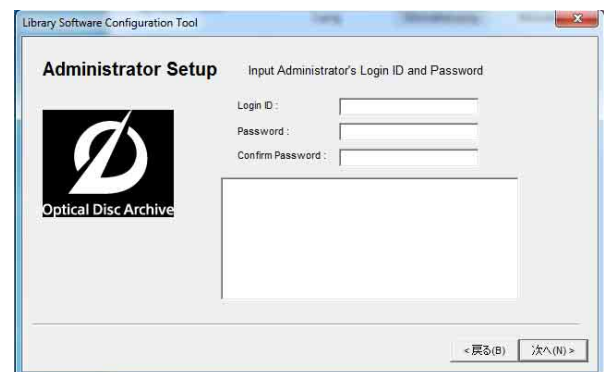 Library Software Configuration Tool
Administrator Setup
Input Administrator's Login ID and Password
Login ID :
Password :
Confirm Password :
Optical Disc Archive
<戻る(B)
次へ(N) >